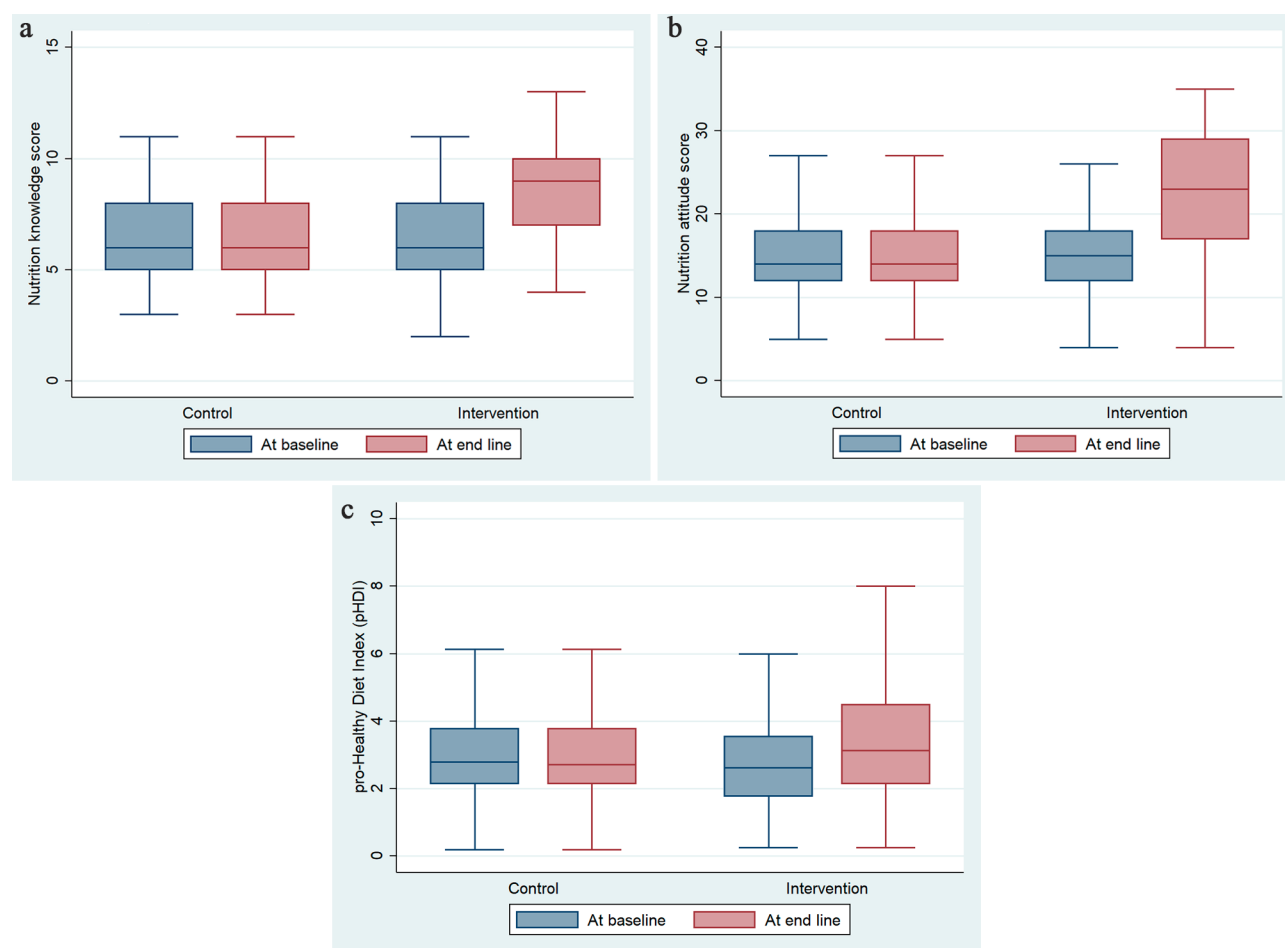 a
Nutrition knowledge score
15
10
5
0
Control Intervention
At baseline At end line
b
Nutrition attitude score
40
30
20
10
0
Control Intervention
At baseline At end line
c
pro-Healthy Diet Index (pHDI)
10
8
6
4
2
0
Control Intervention
At baseline At end line